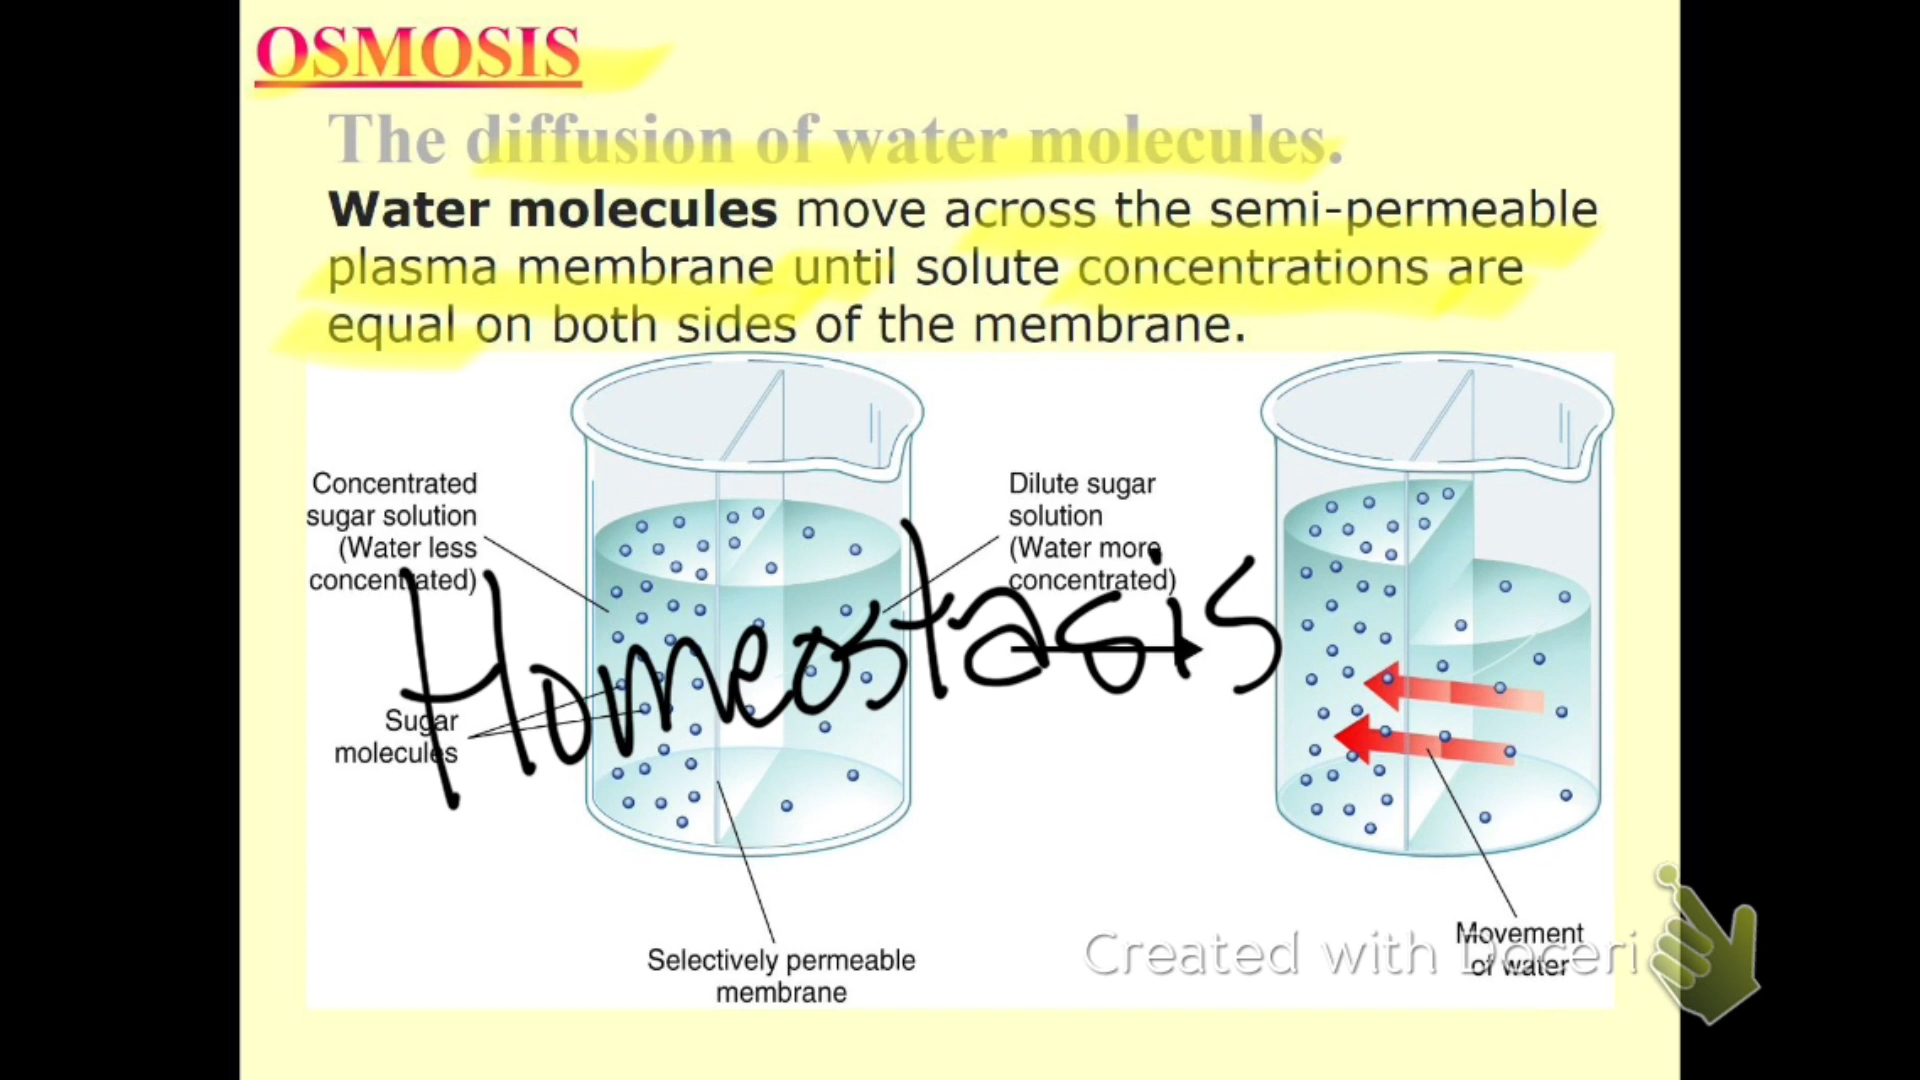 OSMOSIS
The diffusion of water molecules.
Water molecules move across the semi-permeable
plasma membrane until solute concentrations are
equal on both sides of the membrane.
Concentrated
sugar solution
(Water less
concentrated)
Dilute sugar
solution
(Water more
concentrated)
Homeostasis
Sugar
molecules
Selectively permeable
membrane
Movement
of water
Created with Doceri